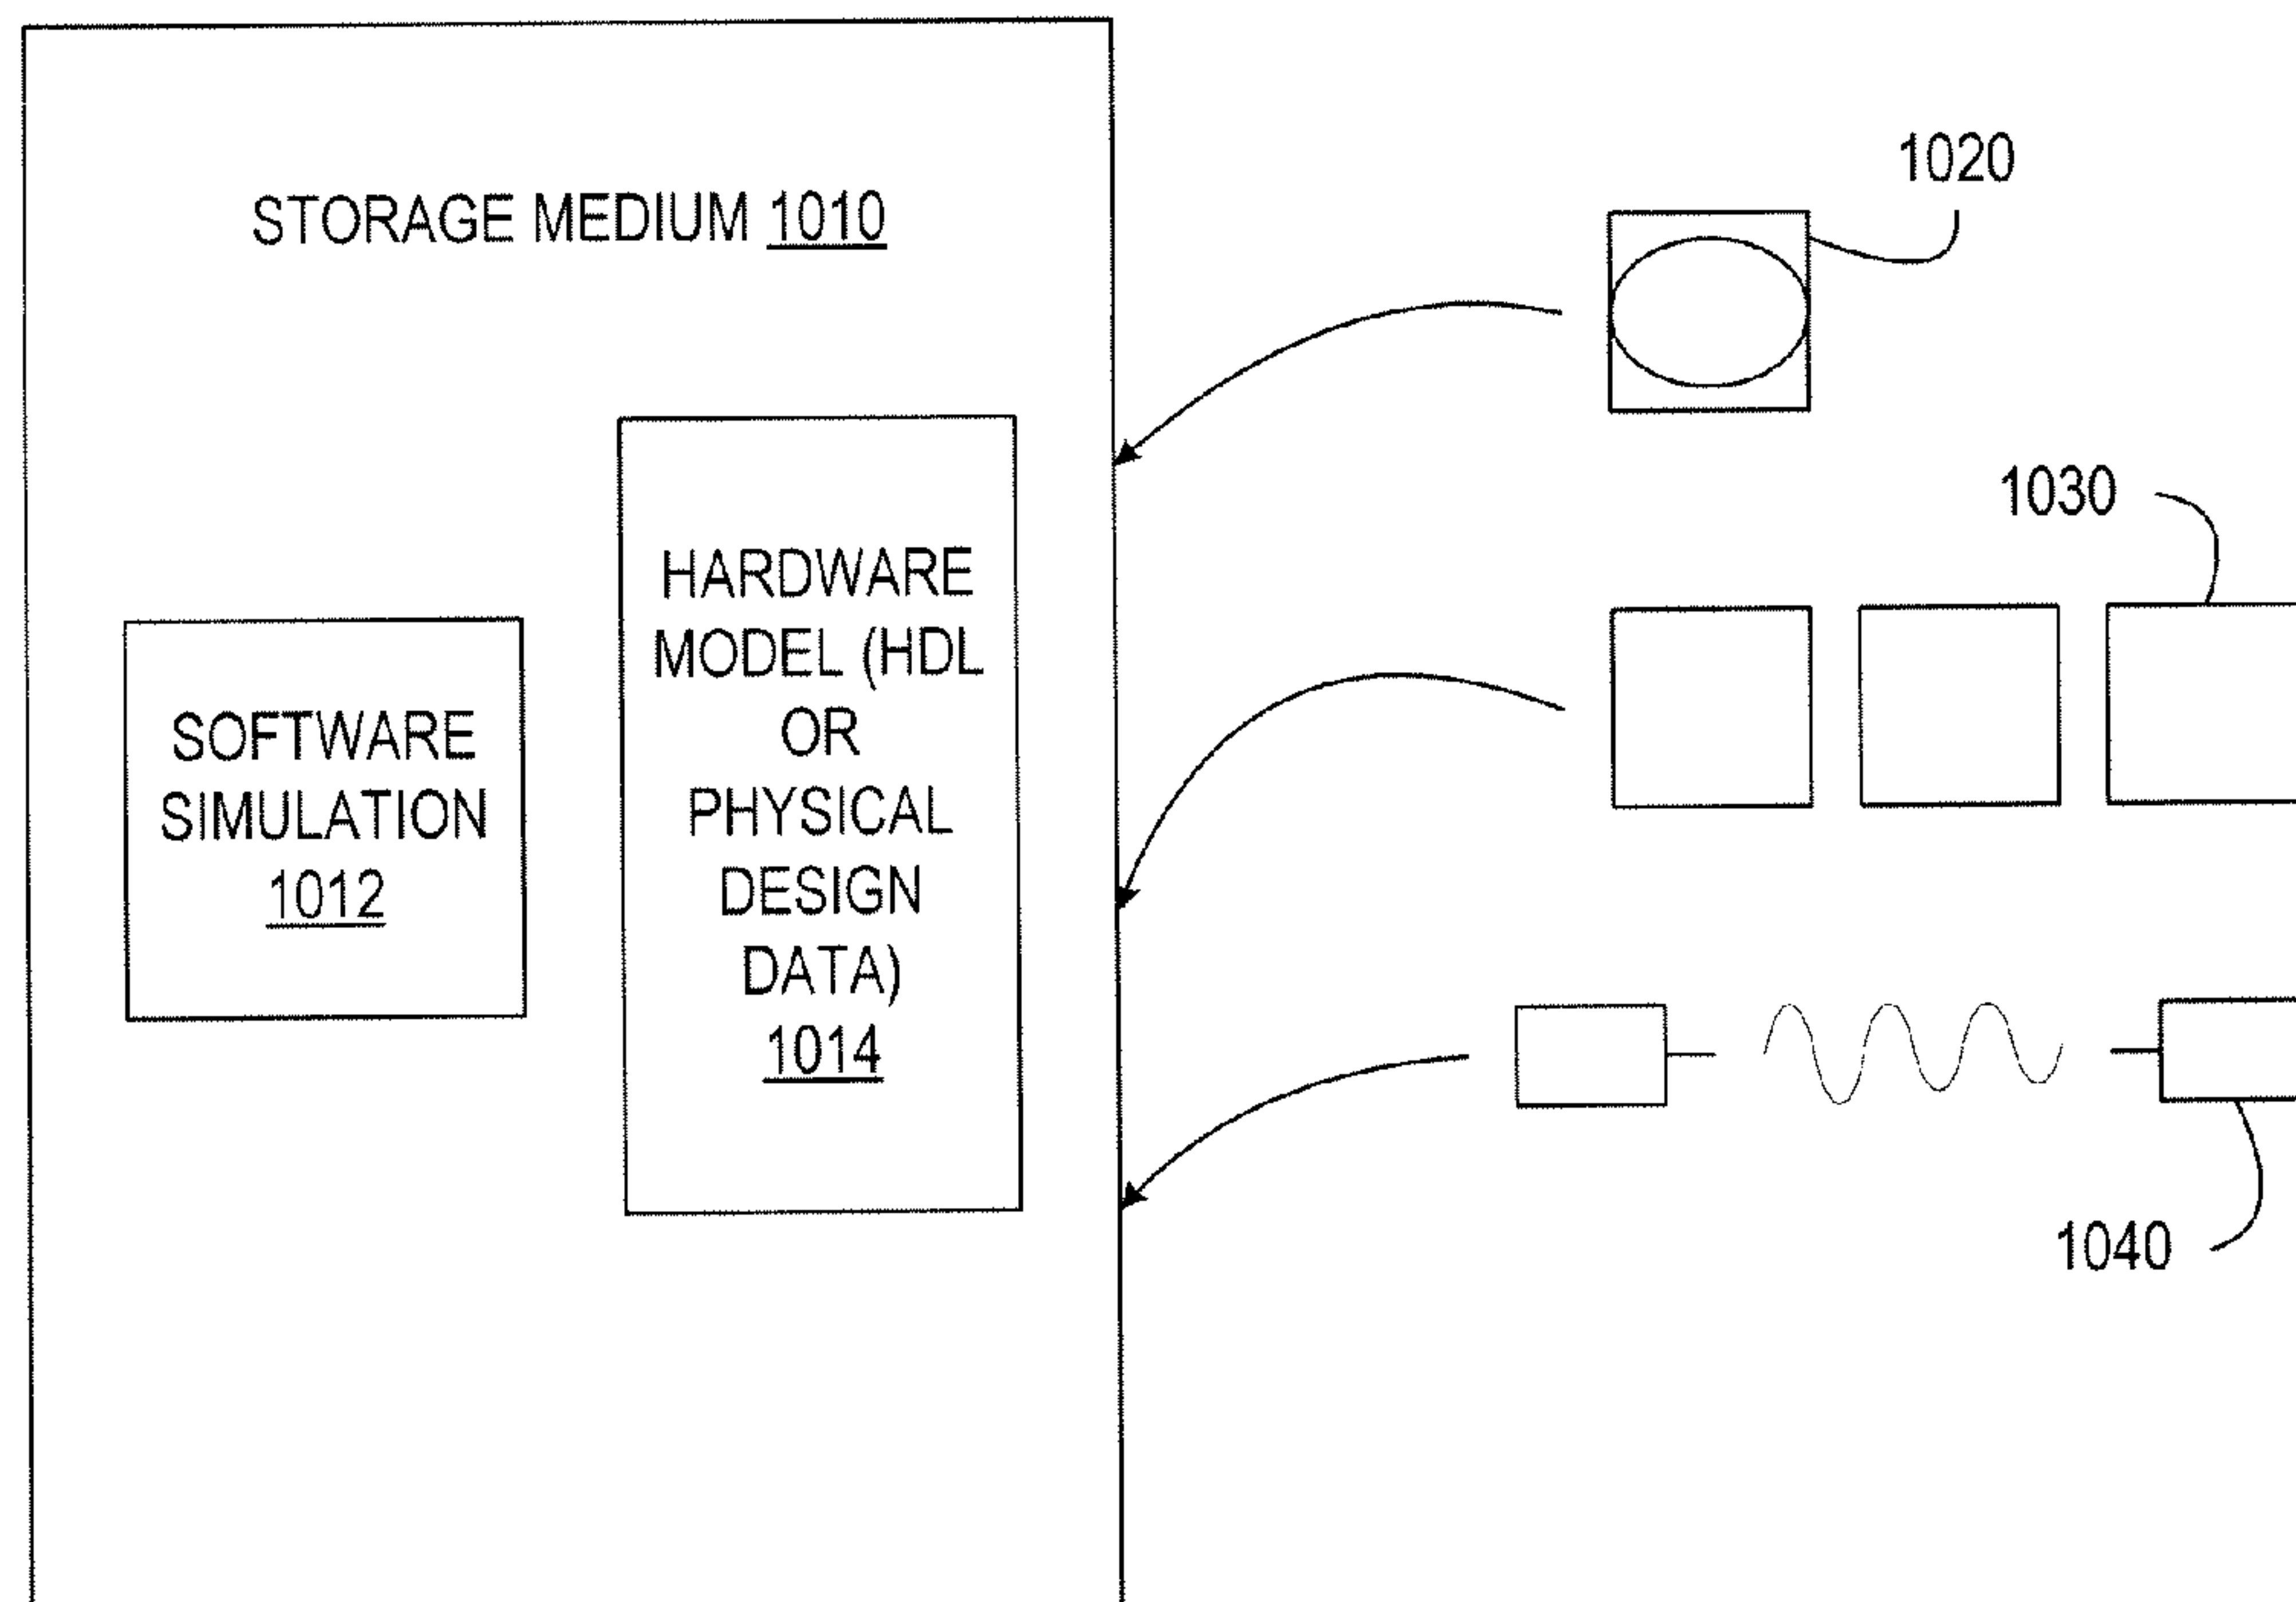 STORAGE MEDIUM 1010
SOFTWARE
SIMULATION
1012
HARDWARE
MODEL (HDL
OR
PHYSICAL
DESIGN
DATA)
1014
1020
1030
1040